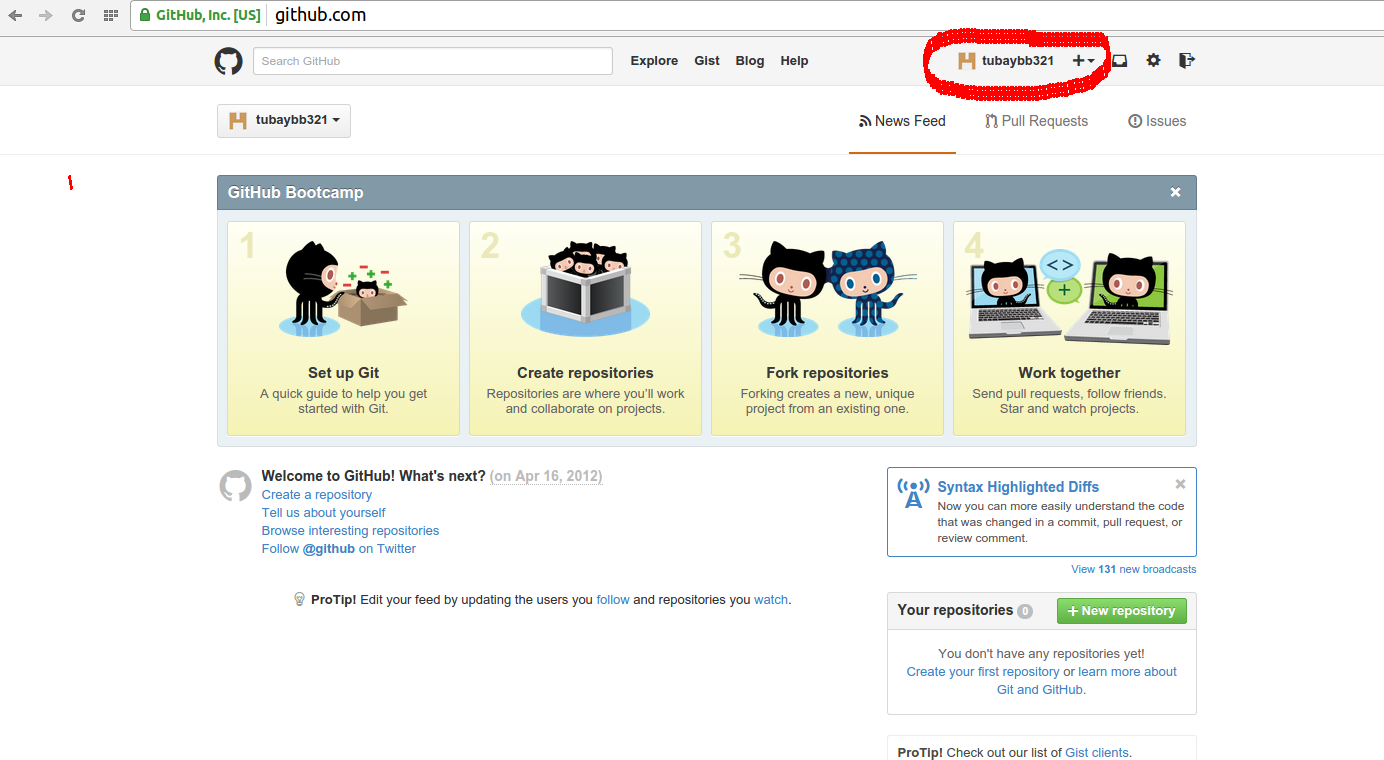 GitHub, Inc. [US] github.com
Search GitHub Explore Gist Blog Help tubaybb321
tubaybb321 News Feed Pull Requests Issues
GitHub Bootcamp
1 2 3 4
Set up Git
A quick guide to help you get
started with Git.
Create repositories
Repositories are where you'll work
and collaborate on projects.
Fork repositories
Forking creates a new, unique
project from an existing one.
Work together
Send pull requests, follow friends.
Star and watch projects.
Welcome to GitHub! What's next? (on Apr 16, 2012)
Create a repository
Tell us about yourself
Browse interesting repositories
Follow @github on Twitter
ProTip! Edit your feed by updating the users you follow and repositories you watch.
Syntax Highlighted Diffs
Now you can more easily understand the code
that was changed in a commit, pull request, or
review comment.
View 131 new broadcasts
Your repositories 0 + New repository
You don't have any repositories yet!
Create your first repository or learn more about
Git and GitHub.
ProTip! Check out our list of Gist clients.